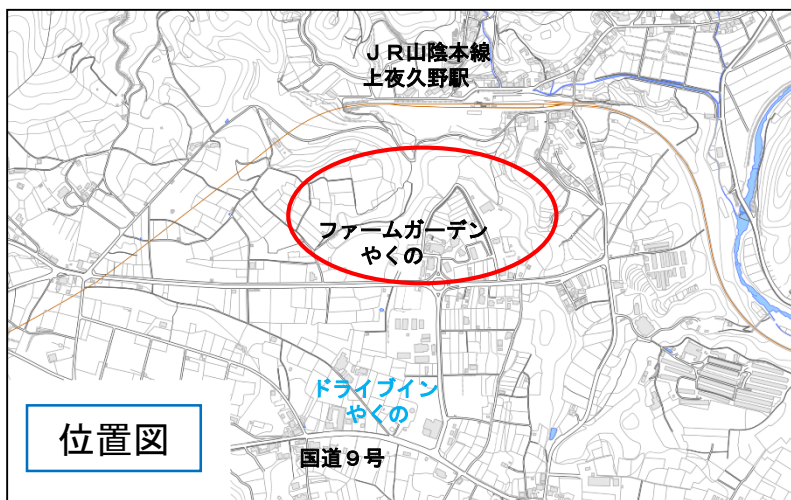 ＪＲ山陰本線
上夜久野駅
ファームガーデン
やくの
ドライブイン
やくの
位置図
国道９号